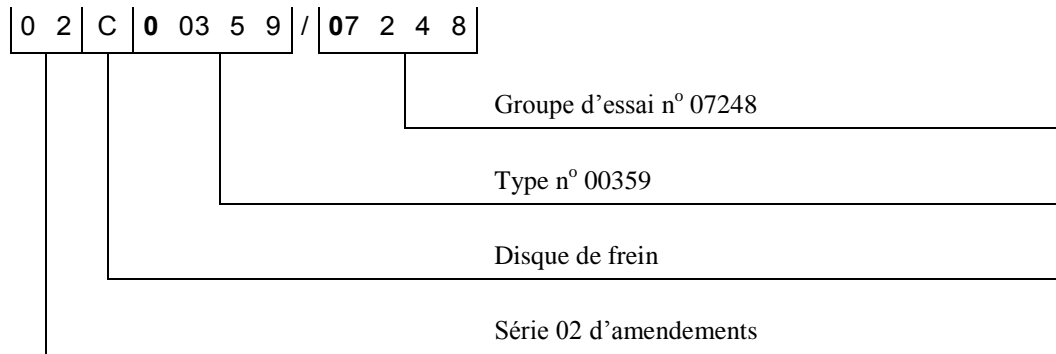 0 2 C 0 03 5 9 / 07 2 4 8
Groupe d’essai nº 07248
Type nº 00359
Disque de frein
Série 02 d’amendements